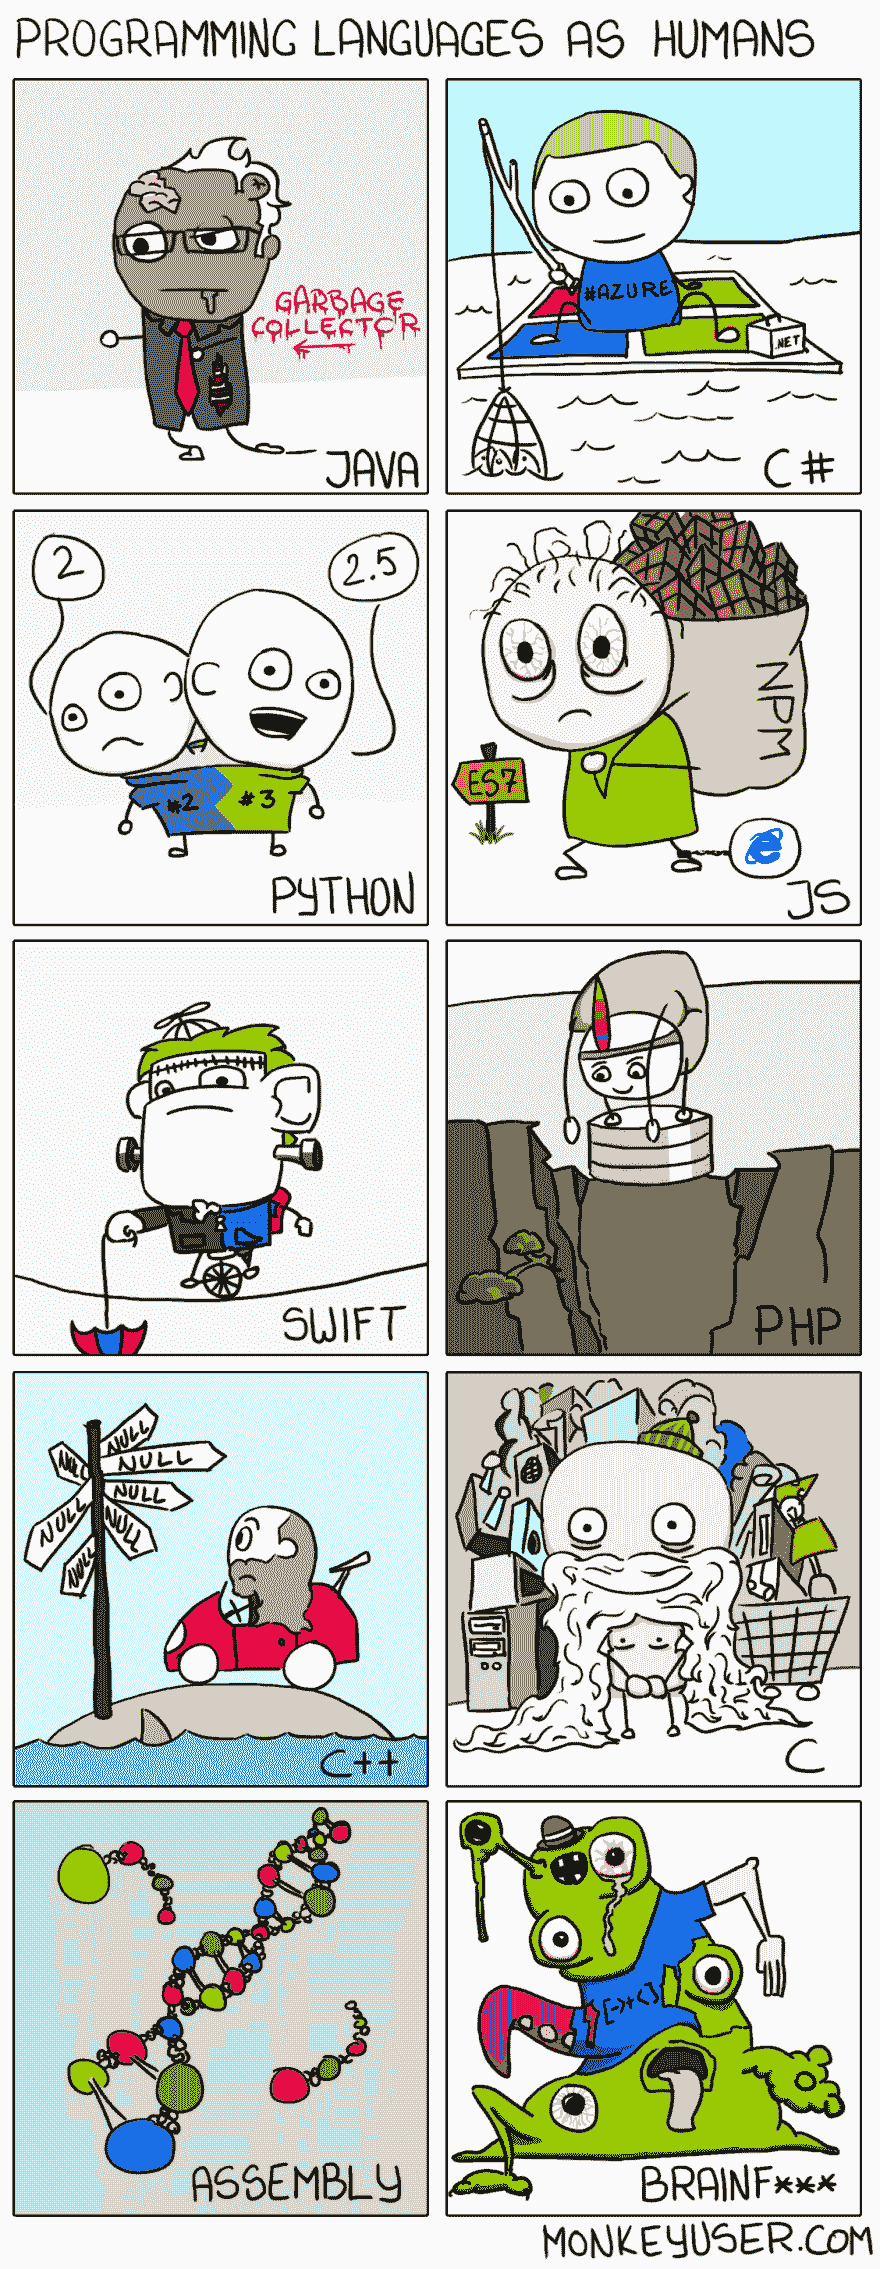 PROGRAMMING LANGUAGES AS HUMANS
GARBAGE
COLLECTOR
JAVA
#AZURE
.NET
C#
2
2.5
#2
#3
PYTHON
NPM
ES7
JS
SWIFT
PHP
NULL
NULL
NULL
NULL
NULL
NULL
NULL
C++
C
ASSEMBLY
[->+<]
BRAINF***
MONKEYUSER.COM